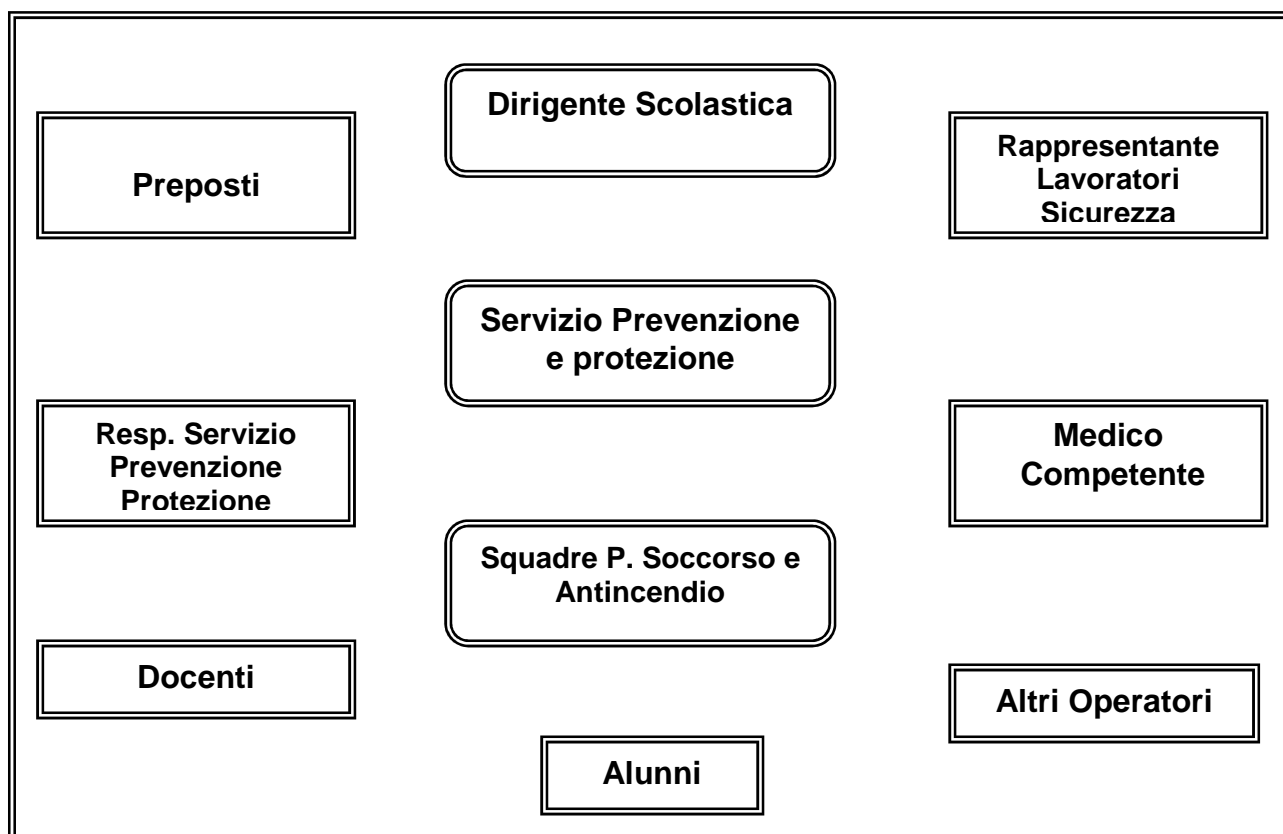 Dirigente Scolastica
Preposti
Rappresentante
Lavoratori
Sicurezza
Servizio Prevenzione
e protezione
Resp. Servizio
Prevenzione
Protezione
Medico
Competente
Squadre P. Soccorso e
Antincendio
Docenti
Altri Operatori
Alunni